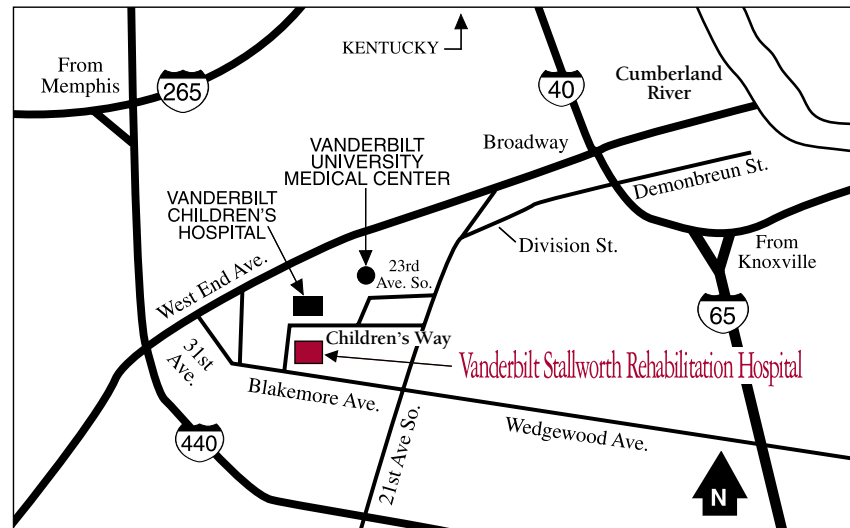 KENTUCKY
From
Memphis
265
40
Cumberland
River
Broadway
VANDERBILT
UNIVERSITY
MEDICAL CENTER
Demonbreun St.
VANDERBILT
CHILDREN'S
HOSPITAL
Division St.
From
Knoxville
West End Ave.
23rd
Ave. So.
65
31st
Ave.
Children's Way
Vanderbilt Stallworth Rehabilitation Hospital
Blakemore Ave.
Wedgewood Ave.
21st Ave So.
440
N